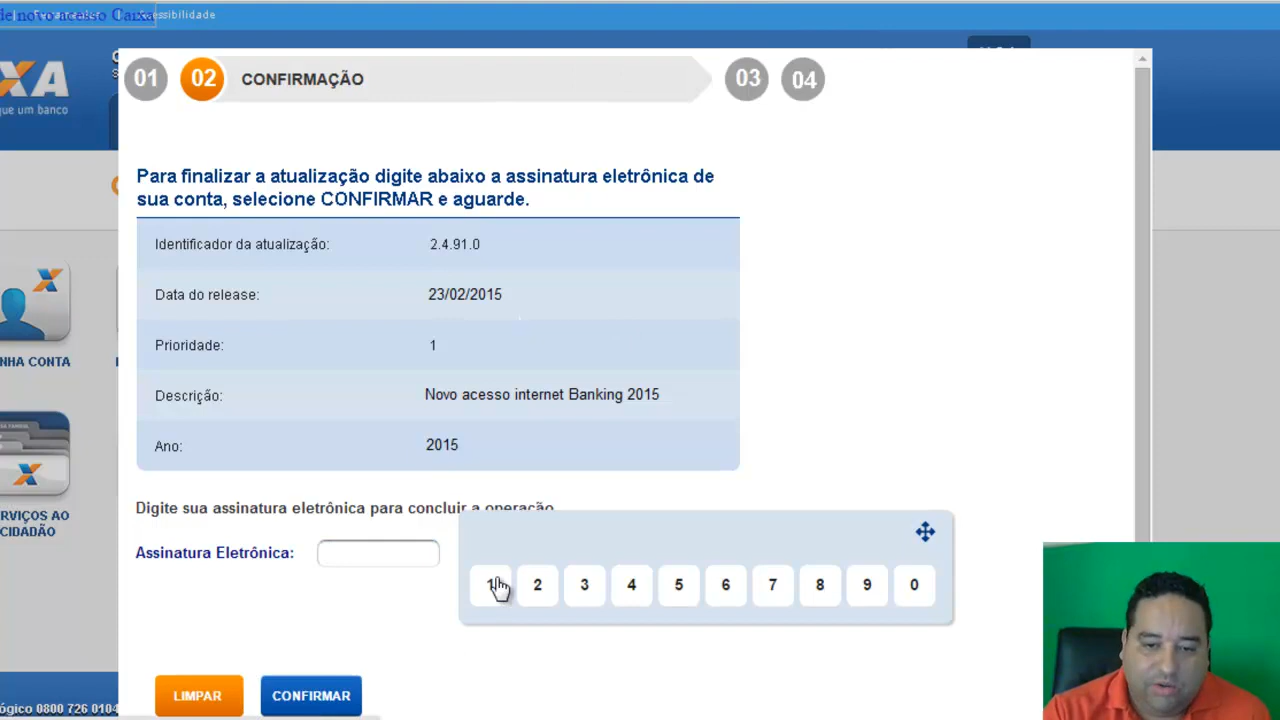 de novo acesso Caixa
01 02 CONFIRMAÇÃO 03 04
XA
que um banco
Para finalizar a atualização digite abaixo a assinatura eletrônica de
sua conta, selecione CONFIRMAR e aguarde.
Identificador da atualização: 2.4.91.0
Data do release: 23/02/2015
Prioridade: 1
Descrição: Novo acesso internet Banking 2015
Ano: 2015
NHA CONTA
RVIÇOS AO
CIDADÃO
Digite sua assinatura eletrônica para concluir a operação
Assinatura Eletrônica:
1 2 3 4 5 6 7 8 9 0
LIMPAR CONFIRMAR
ógico 0800 726 0104